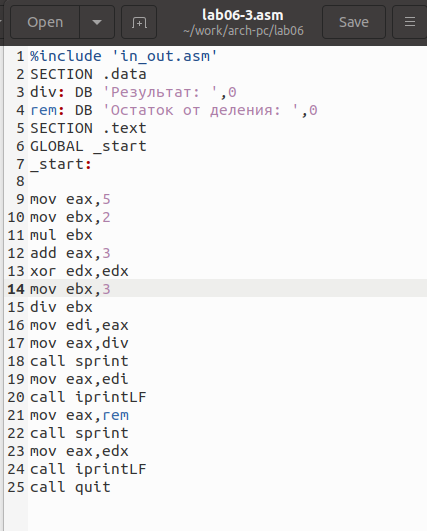 Open
lab06-3.asm
~/work/arch-pc/lab06
Save
1 %include 'in_out.asm'
2 SECTION .data
3 div: DB 'Результат: ',0
4 rem: DB 'Остаток от деления: ',0
5 SECTION .text
6 GLOBAL _start
7 _start:
8
9 mov eax,5
10 mov ebx,2
11 mul ebx
12 add eax,3
13 xor edx,edx
14 mov ebx,3
15 div ebx
16 mov edi,eax
17 mov eax,div
18 call sprint
19 mov eax,edi
20 call iprintLF
21 mov eax,rem
22 call sprint
23 mov eax,edx
24 call iprintLF
25 call quit